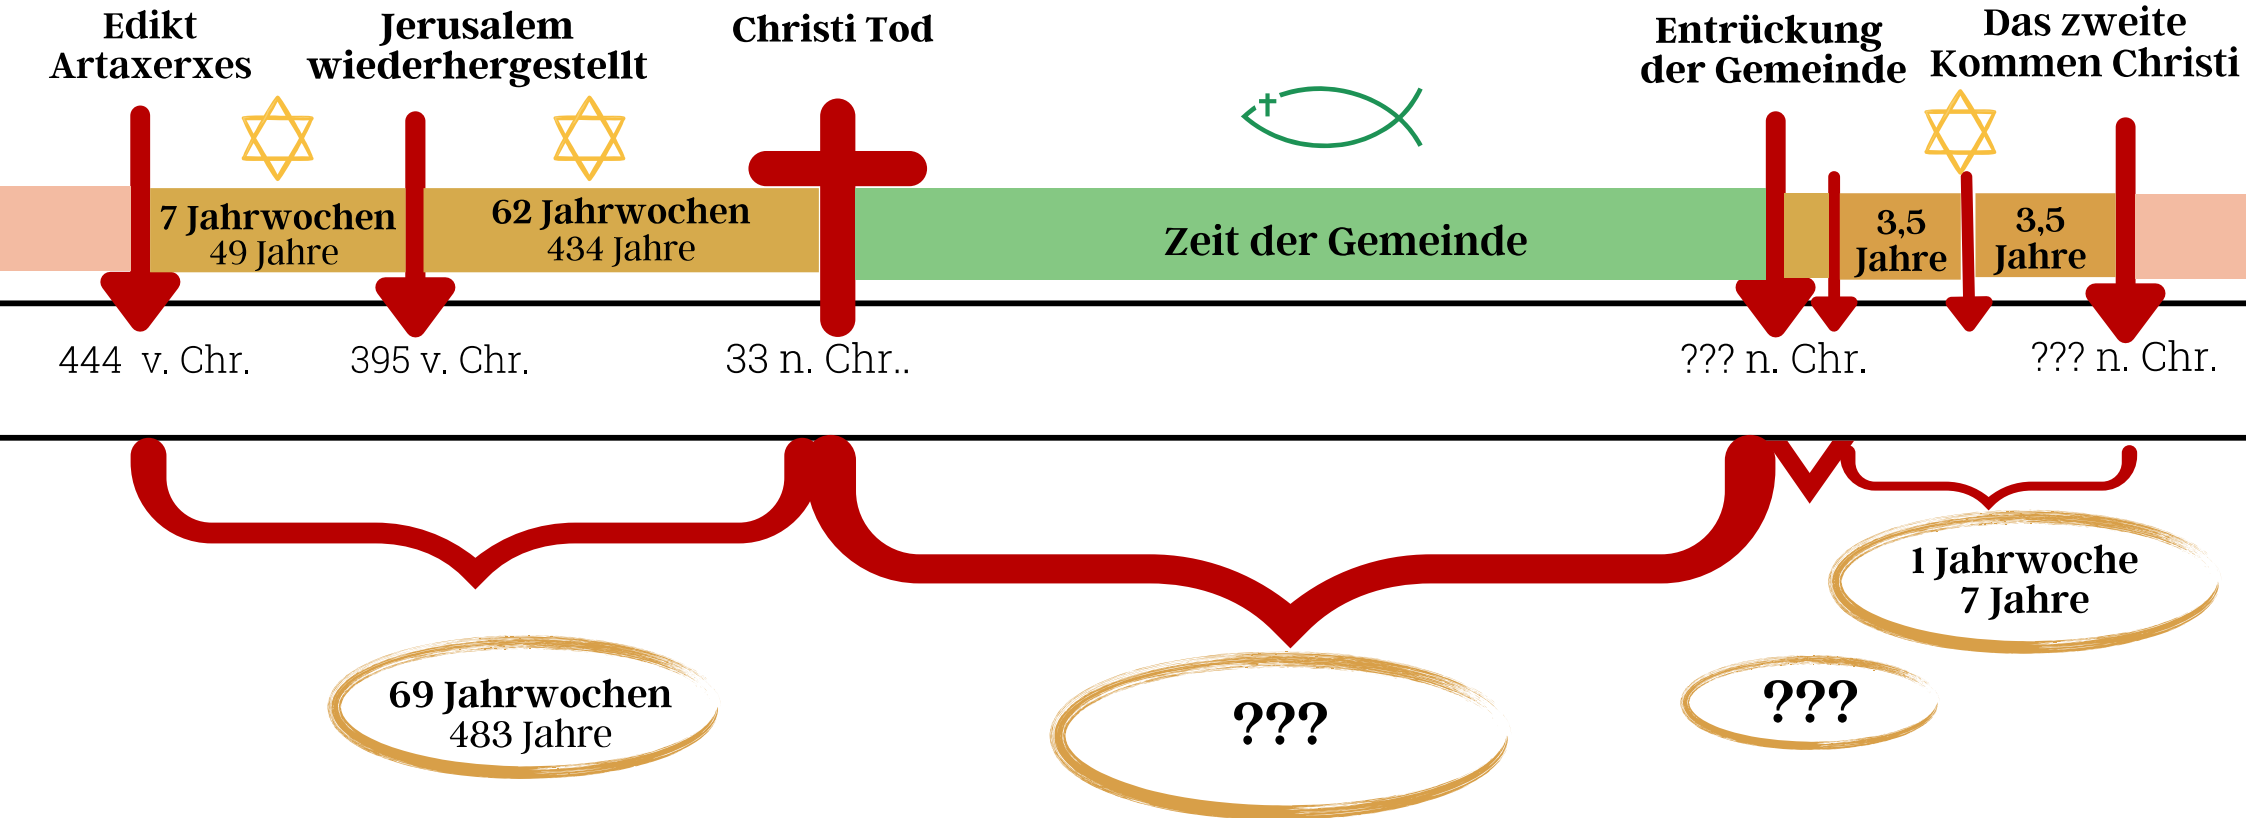 Edikt
Artaxerxes
Jerusalem
wiederhergestellt
Christi Tod
Entrückung
der Gemeinde
Das zweite
Kommen Christi
7 Jahrwochen
49 Jahre
62 Jahrwochen
434 Jahre
Zeit der Gemeinde
3,5
Jahre
3,5
Jahre
444  v. Chr.
395 v. Chr.
33 n. Chr..
??? n. Chr.
??? n. Chr.
1 Jahrwoche
7 Jahre
69 Jahrwochen
483 Jahre
???
???